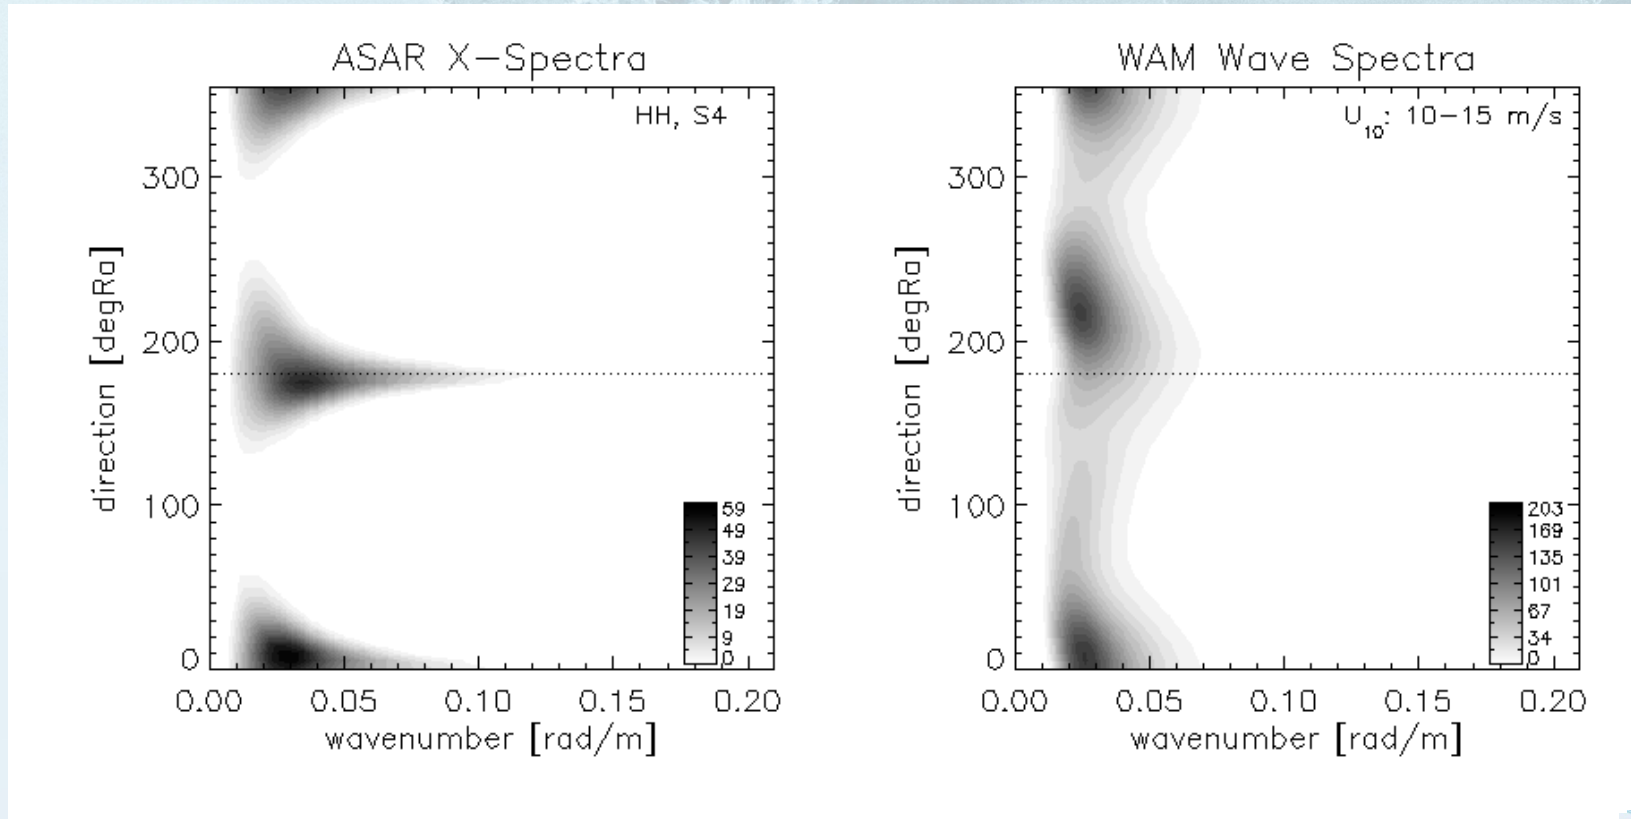 ASAR X-Spectra
HH, S4
300
200
100
0
direction [degRa]
59
49
39
29
19
9
0
0.00 0.05 0.10 0.15 0.20
wavenumber [rad/m]
WAM Wave Spectra
U10: 10-15 m/s
300
200
100
0
direction [degRa]
203
169
135
101
67
34
0
0.00 0.05 0.10 0.15 0.20
wavenumber [rad/m]